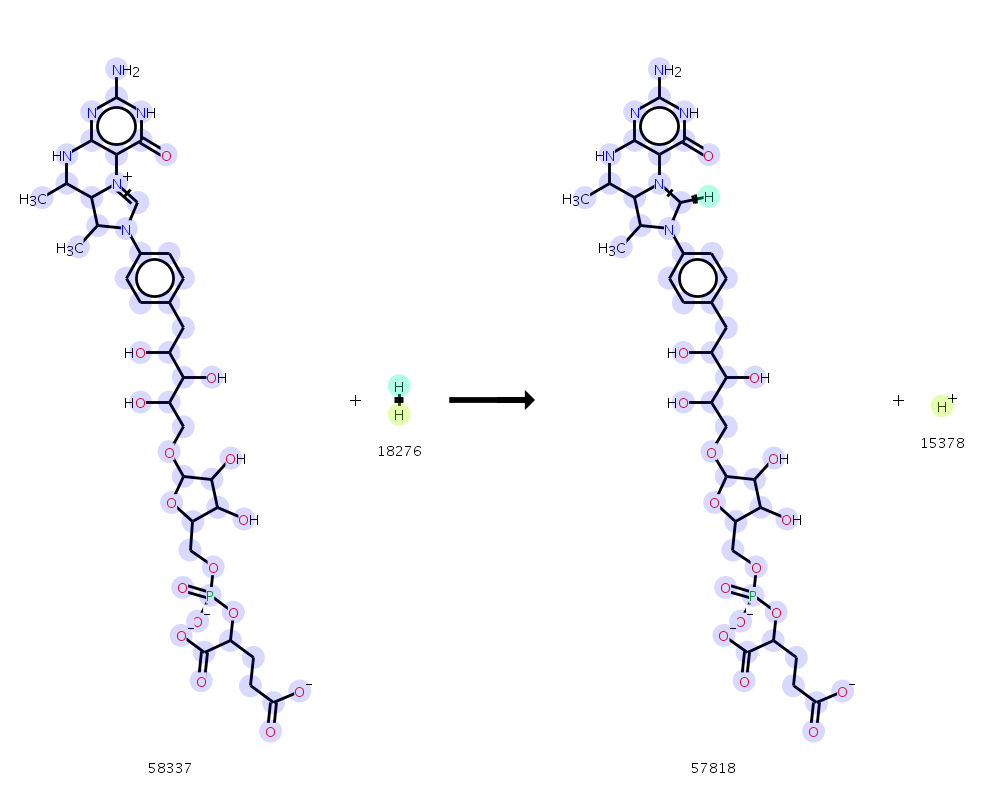 NH2 NH2
N NH N NH
HN O HN O
N+ N
H3C H3C H
N N
H3C H3C
HO HO
OH OH
HO + H HO + H+
H
18276 15378
O O
OH OH
O O
OH OH
O O
O P O P
O− O O− O
O− O−
O O
O− O−
O O
58337 57818